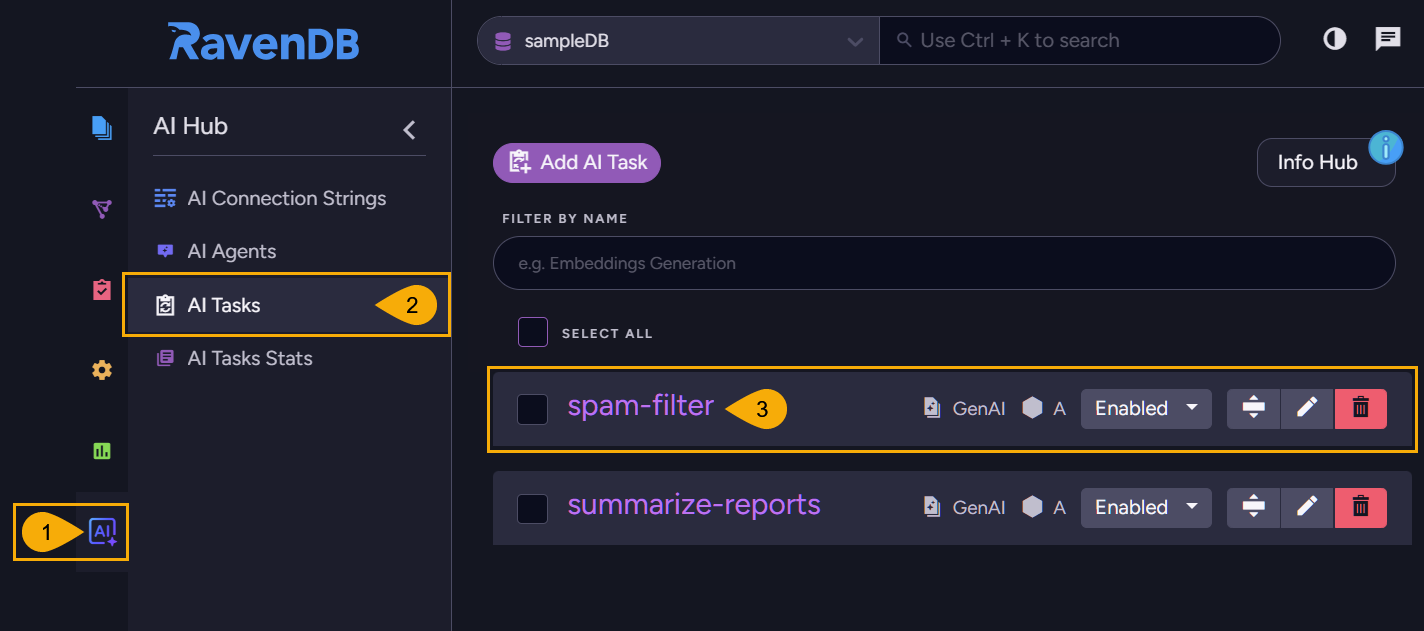 RavenDB
sampleDB
Use Ctrl + K to search
AI Hub
AI Connection Strings
AI Agents
AI Tasks
2
AI Tasks Stats
1
AI
Add AI Task
Info Hub
i
FILTER BY NAME
e.g. Embeddings Generation
SELECT ALL
spam-filter 3 GenAI A Enabled
summarize-reports GenAI A Enabled